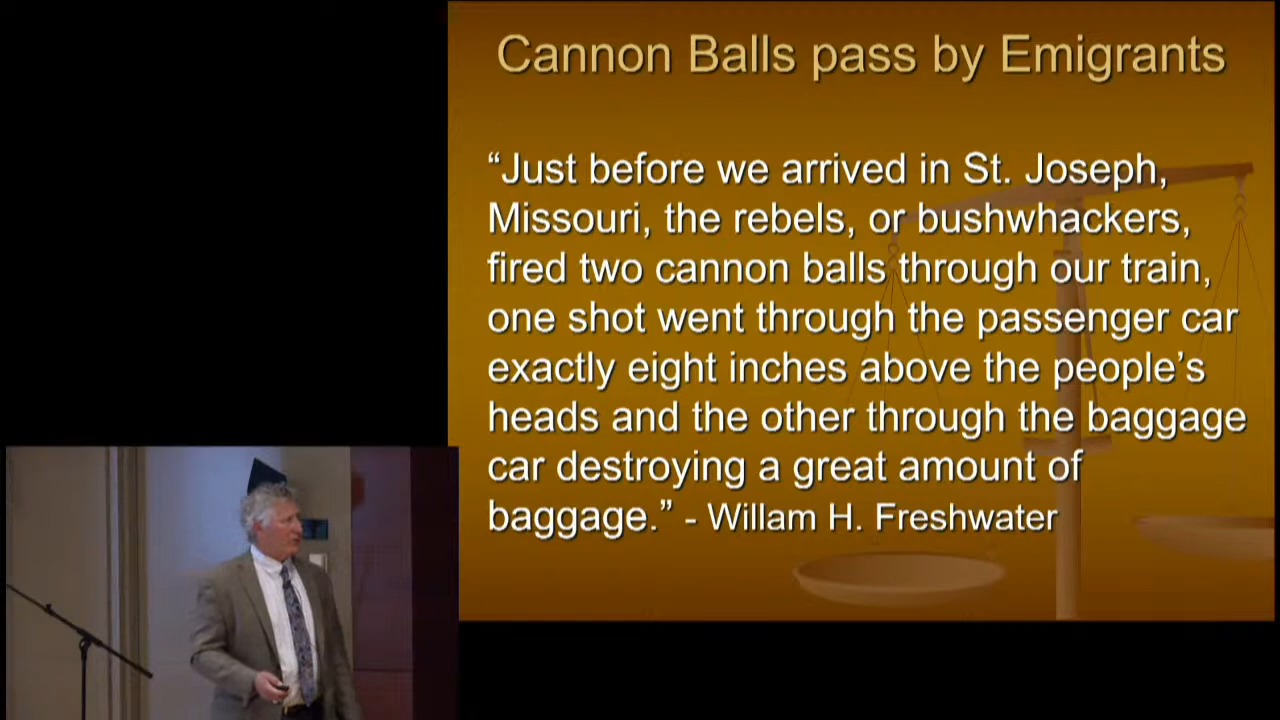 Cannon Balls pass by Emigrants
“Just before we arrived in St. Joseph,
Missouri, the rebels, or bushwhackers,
fired two cannon balls through our train,
one shot went through the passenger car
exactly eight inches above the people’s
heads and the other through the baggage
car destroying a great amount of
baggage.” - Willam H. Freshwater